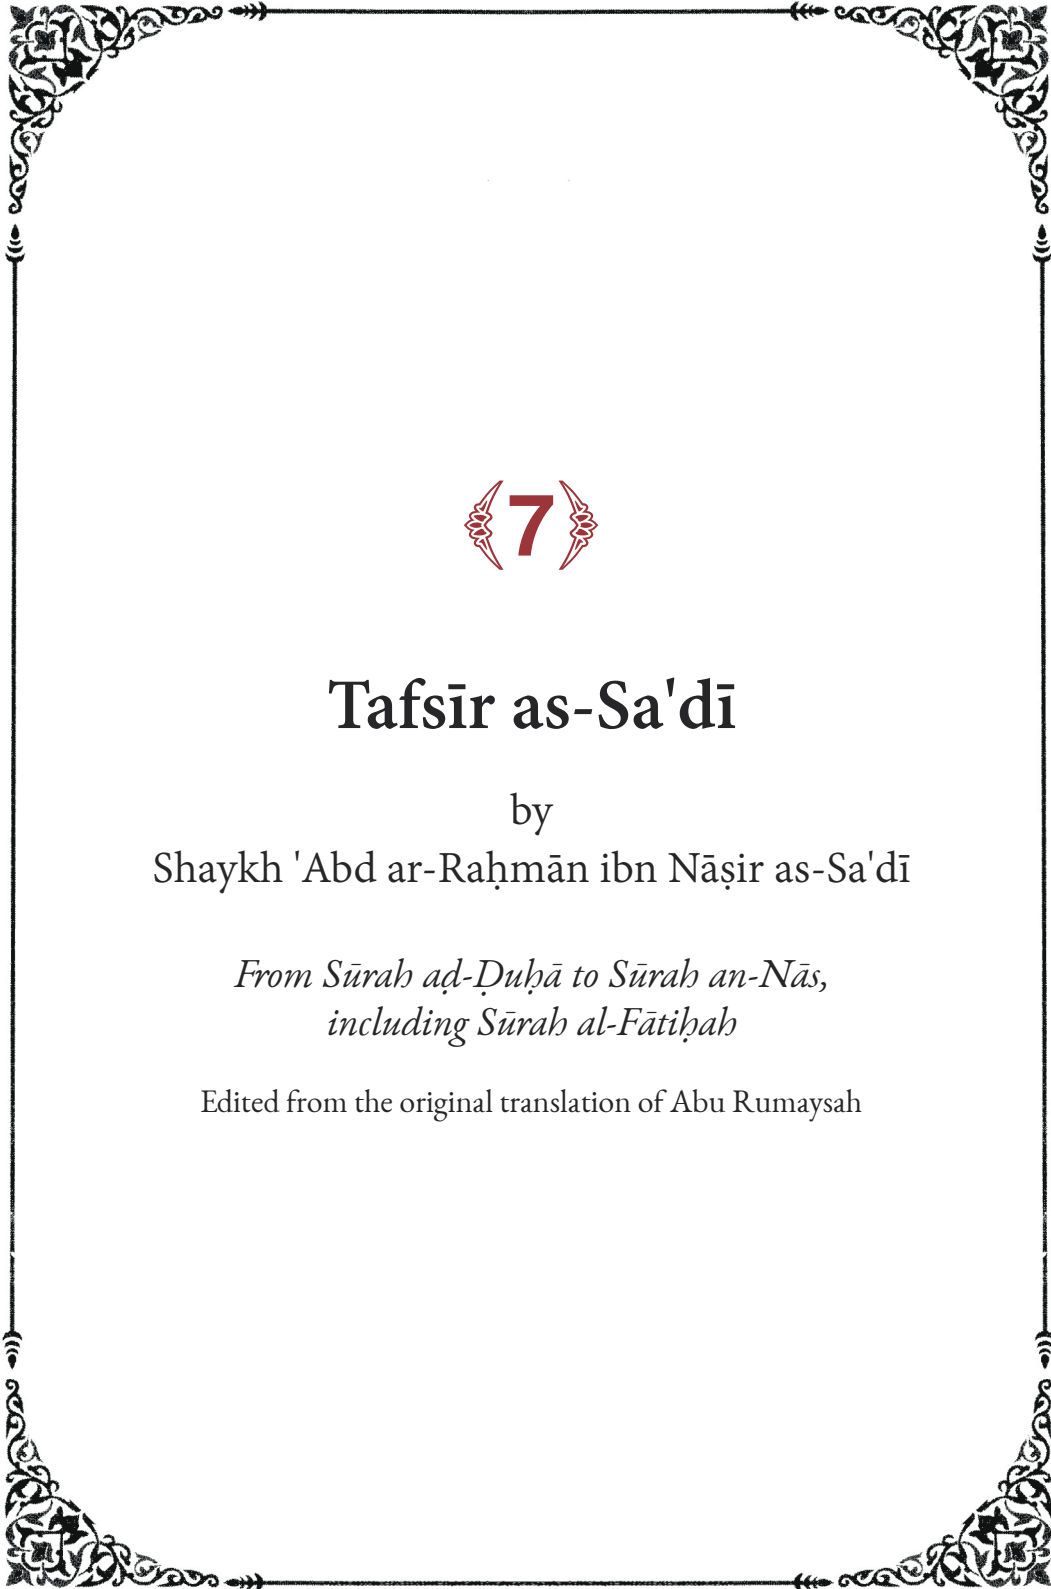 7
Tafsīr as-Sa'dī
by
Shaykh 'Abd ar-Raḥmān ibn Nāṣir as-Sa'dī
From Sūrah aḍ-Ḍuḥā to Sūrah an-Nās,
including Sūrah al-Fātiḥah
Edited from the original translation of Abu Rumaysah